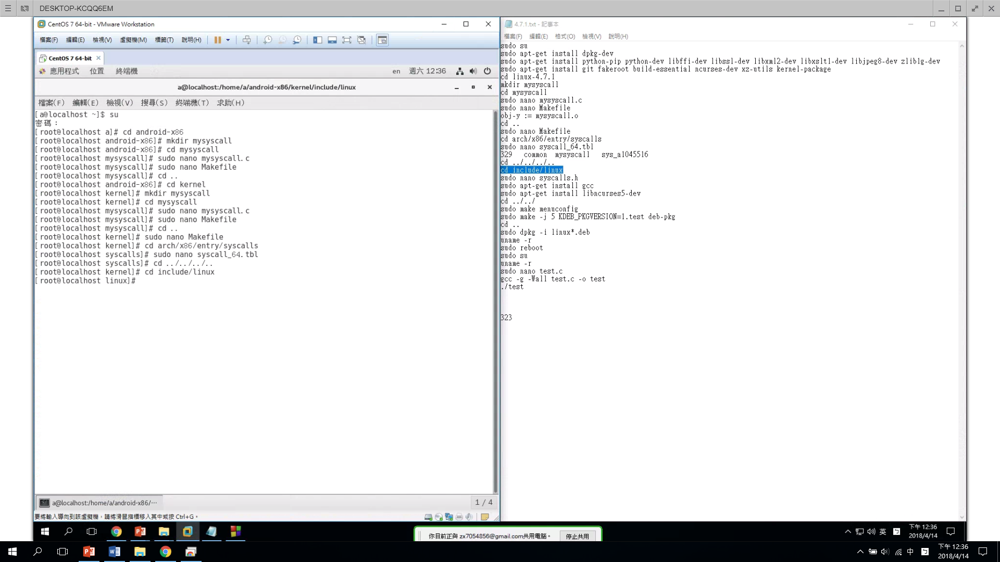 DESKTOP-KCQQ6EM
CentOS 7 64-bit - VMware Workstation
檔案(F) 編輯(E) 檢視(V) 虛擬機(M) 標籤(T) 說明(H)
CentOS 7 64-bit
應用程式 位置 終端機 en 週六 12:36
a@localhost:/home/a/android-x86/kernel/include/linux
檔案(F) 編輯(E) 檢視(V) 搜尋(S) 終端機(T) 求助(H)
[a@localhost ~]$ su
密碼：
[root@localhost a]# cd android-x86
[root@localhost android-x86]# mkdir mysyscall
[root@localhost android-x86]# cd mysyscall
[root@localhost mysyscall]# sudo nano mysyscall.c
[root@localhost mysyscall]# sudo nano Makefile
[root@localhost mysyscall]# cd ..
[root@localhost android-x86]# cd kernel
[root@localhost kernel]# mkdir mysyscall
[root@localhost kernel]# cd mysyscall
[root@localhost mysyscall]# sudo nano mysyscall.c
[root@localhost mysyscall]# sudo nano Makefile
[root@localhost mysyscall]# cd ..
[root@localhost kernel]# sudo nano Makefile
[root@localhost kernel]# cd arch/x86/entry/syscalls
[root@localhost syscalls]# sudo nano syscall_64.tbl
[root@localhost syscalls]# cd ../../../..
[root@localhost kernel]# cd include/linux
[root@localhost linux]#
a@localhost:/home/a/android-x86/··· 1 / 4
要將輸入導向到該虛擬機，請將滑鼠指標移入其中或按 Ctrl+G。
4.7.1.txt - 記事本
檔案(F) 編輯(E) 格式(O) 檢視(V) 說明(H)
sudo su
sudo apt-get install dpkg-dev
sudo apt-get install python-pip python-dev libffi-dev libssl-dev libxml2-dev libxslt1-dev libjpeg8-dev zlib1g-dev
sudo apt-get install git fakeroot build-essential ncurses-dev xz-utils kernel-package
cd linux-4.7.1
mkdir mysyscall
cd mysyscall
sudo nano mysyscall.c
sudo nano Makefile
obj-y := mysyscall.o
cd ..
sudo nano Makefile
cd arch/x86/entry/syscalls
sudo nano syscall_64.tbl
329 common mysyscall sys_a1045516
cd ../../../..
cd include/linux
sudo nano syscalls.h
sudo apt-get install gcc
sudo apt-get install libncurses5-dev
cd ../../
sudo make menuconfig
sudo make -j 5 KDEB_PKGVERSION=1.test deb-pkg
cd ..
sudo dpkg -i linux*.deb
uname -r
sudo reboot
sudo su
uname -r
sudo nano test.c
gcc -g -Wall test.c -o test
./test
323
你目前正與 zx7054856@gmail.com共用電腦。 停止共用
英 下午 12:36
2018/4/14
中 下午 12:36
2018/4/14